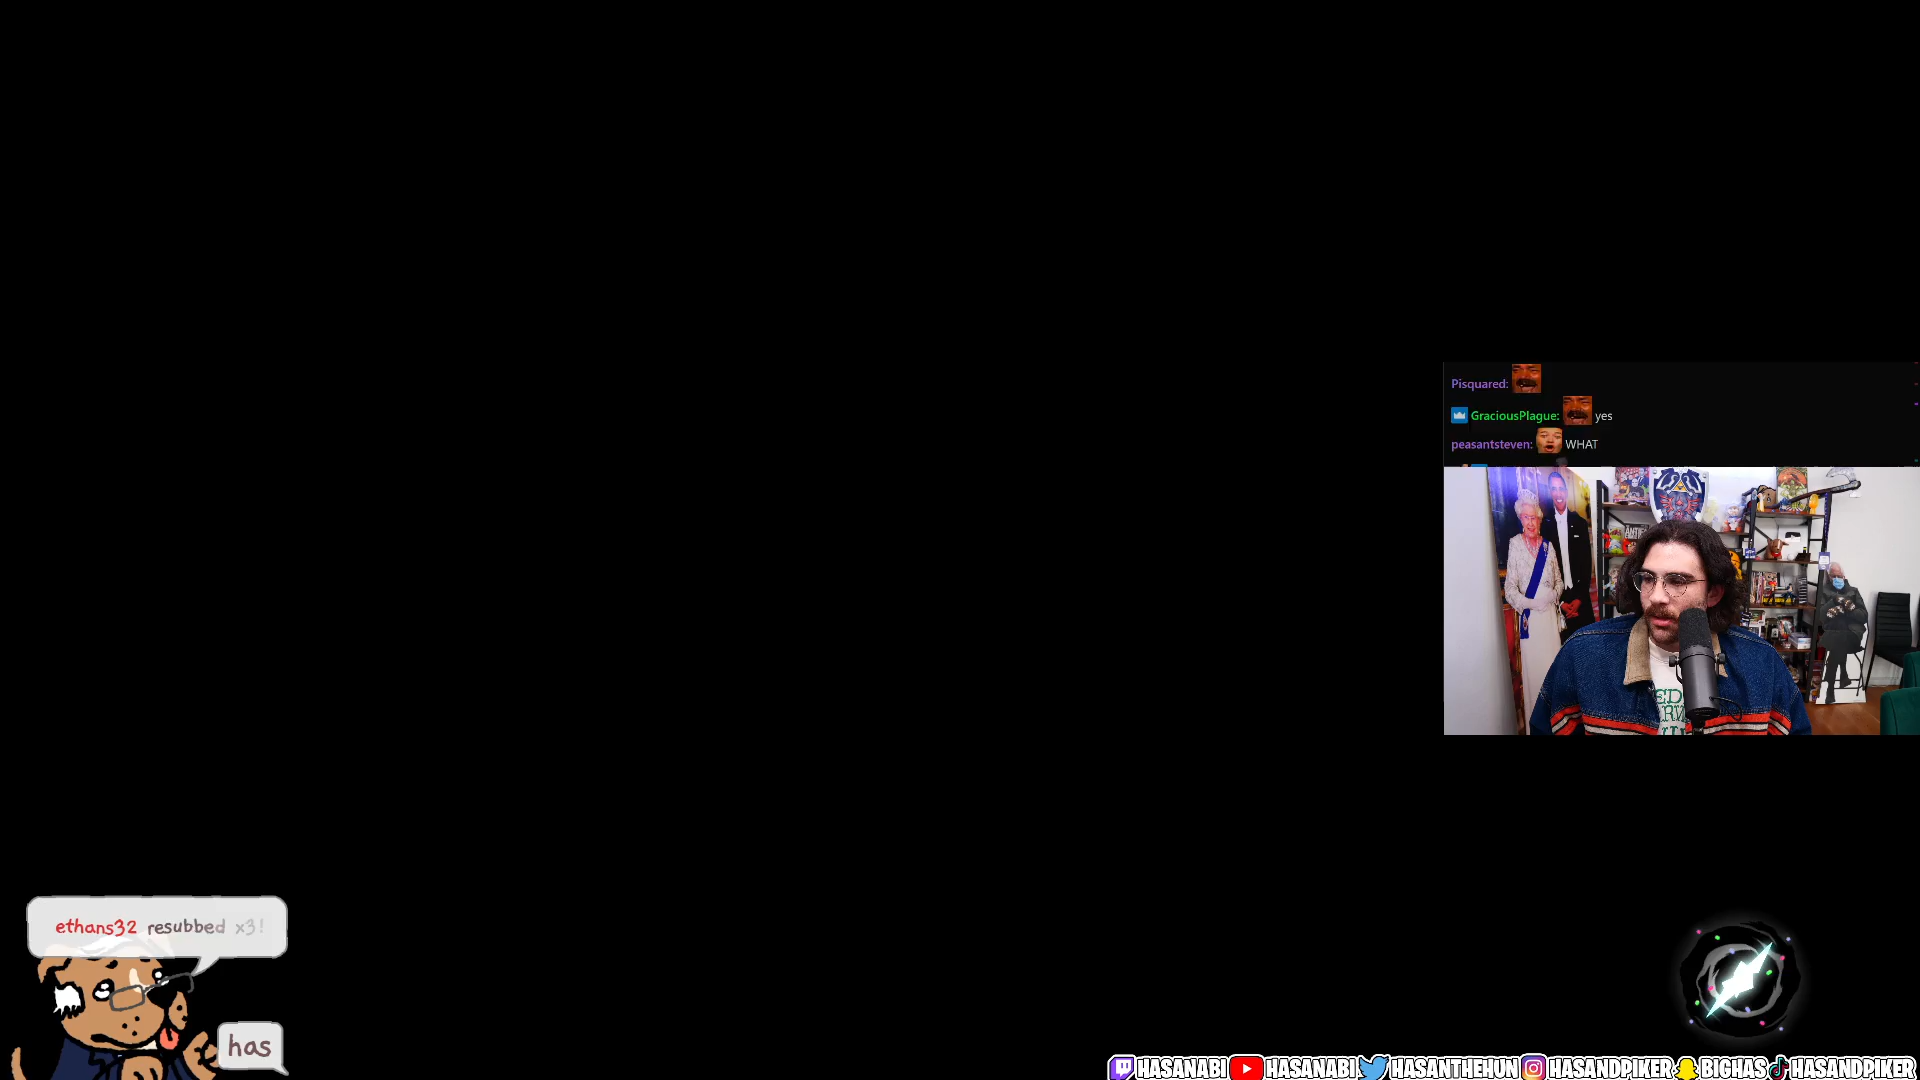 Pisquared:
GraciousPlague: yes
peasantsteven: WHAT
ethans32 resubbed x3!
has
HASANABI HASANABI HASANTHEHUN HASANDPIKER BIGHAS HASANDPIKER